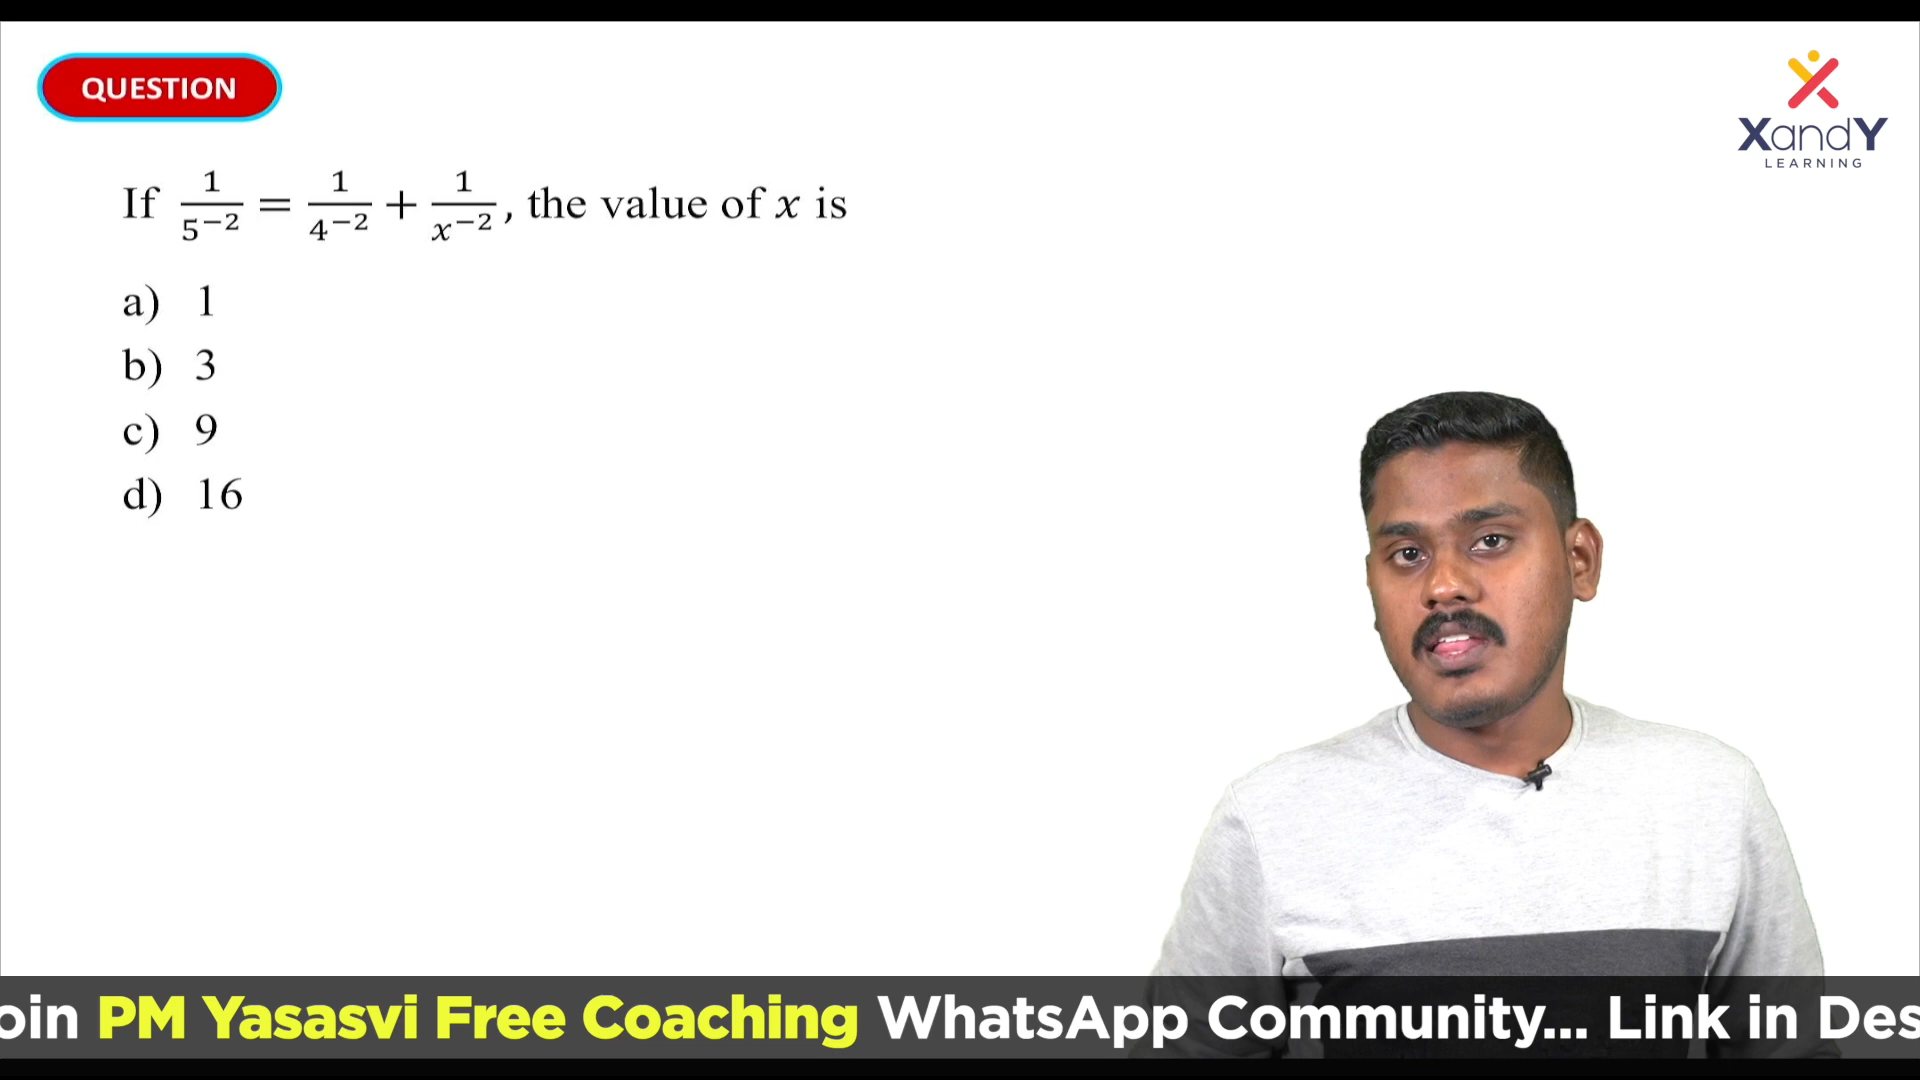 QUESTION
XandY
LEARNING
If 1/5⁻² = 1/4⁻² + 1/x⁻², the value of x is
a) 1
b) 3
c) 9
d) 16
oin PM Yasasvi Free Coaching WhatsApp Community... Link in Des